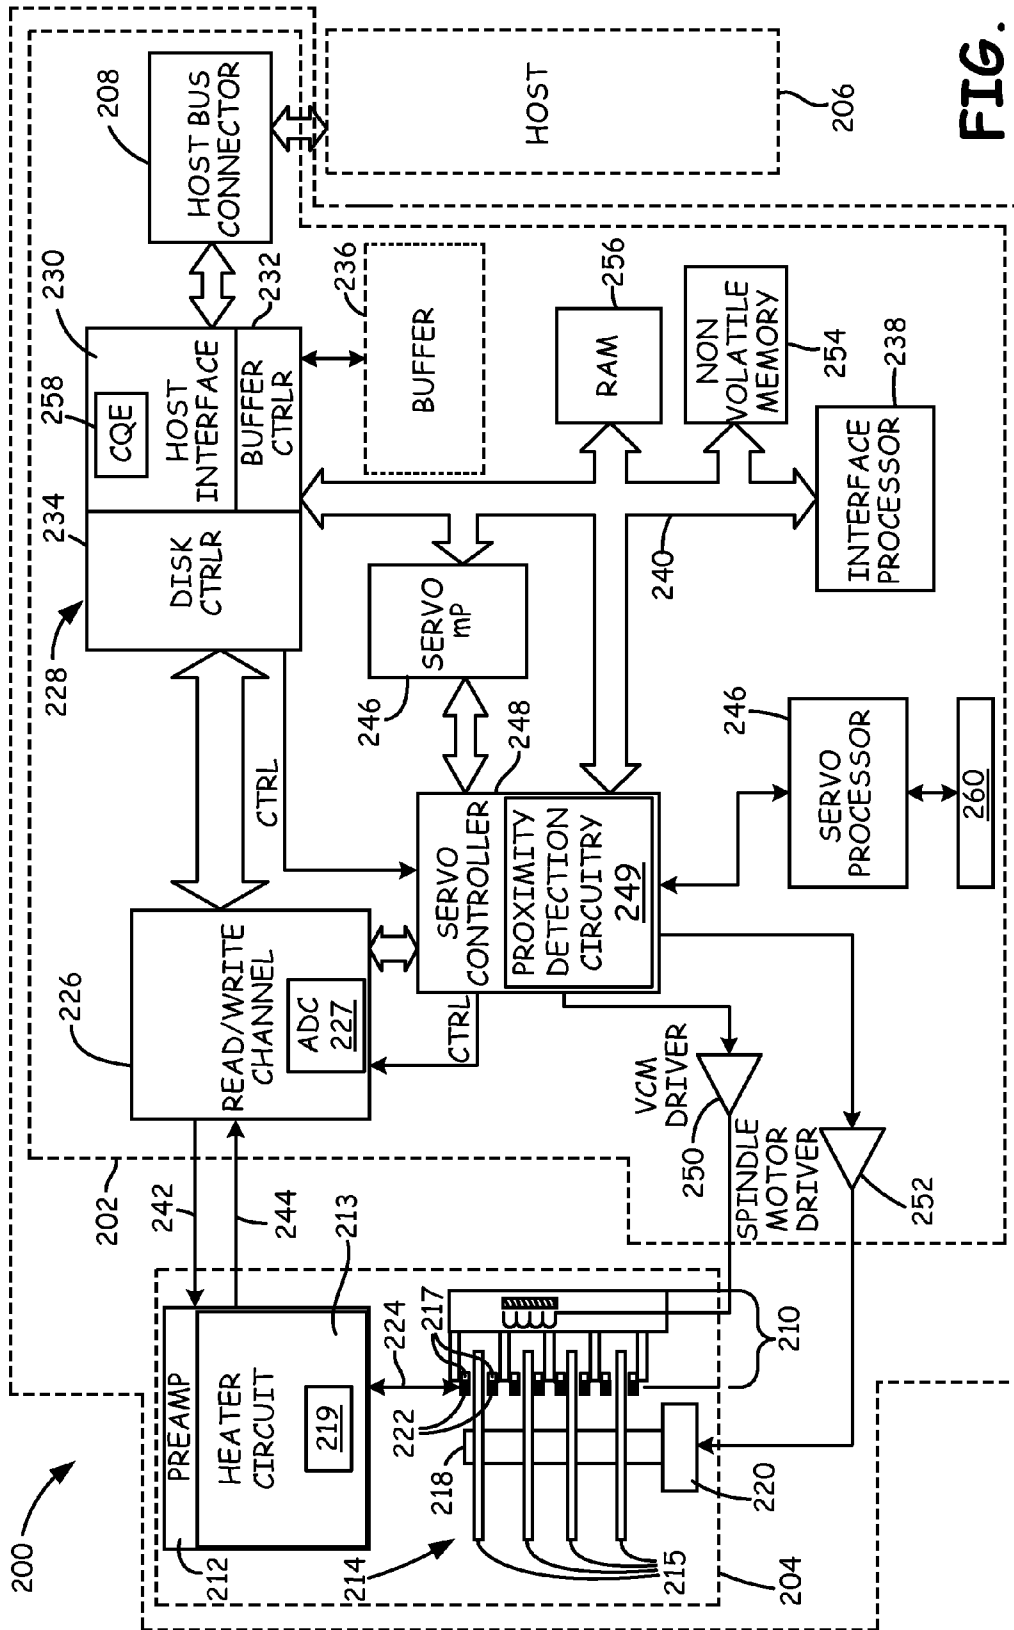 200
212
PREAMP
HEATER
CIRCUIT
219
213
214
224
218
222
217
215
204
220
210
242
244
202
226
READ/WRITE
CHANNEL
ADC
227
CTRL
CTRL
228
234
DISK
CTRLR
258
230
CQE
HOST
INTERFACE
BUFFER
CTRLR
232
208
HOST BUS
CONNECTOR
236
BUFFER
HOST
206
246
SERVO
mP
248
SERVO
CONTROLLER
PROXIMITY
DETECTION
CIRCUITRY
249
240
RAM
256
NON
VOLATILE
MEMORY
254
INTERFACE
PROCESSOR
238
246
SERVO
PROCESSOR
260
VCM
DRIVER
250
SPINDLE
MOTOR
DRIVER
252
FIG.